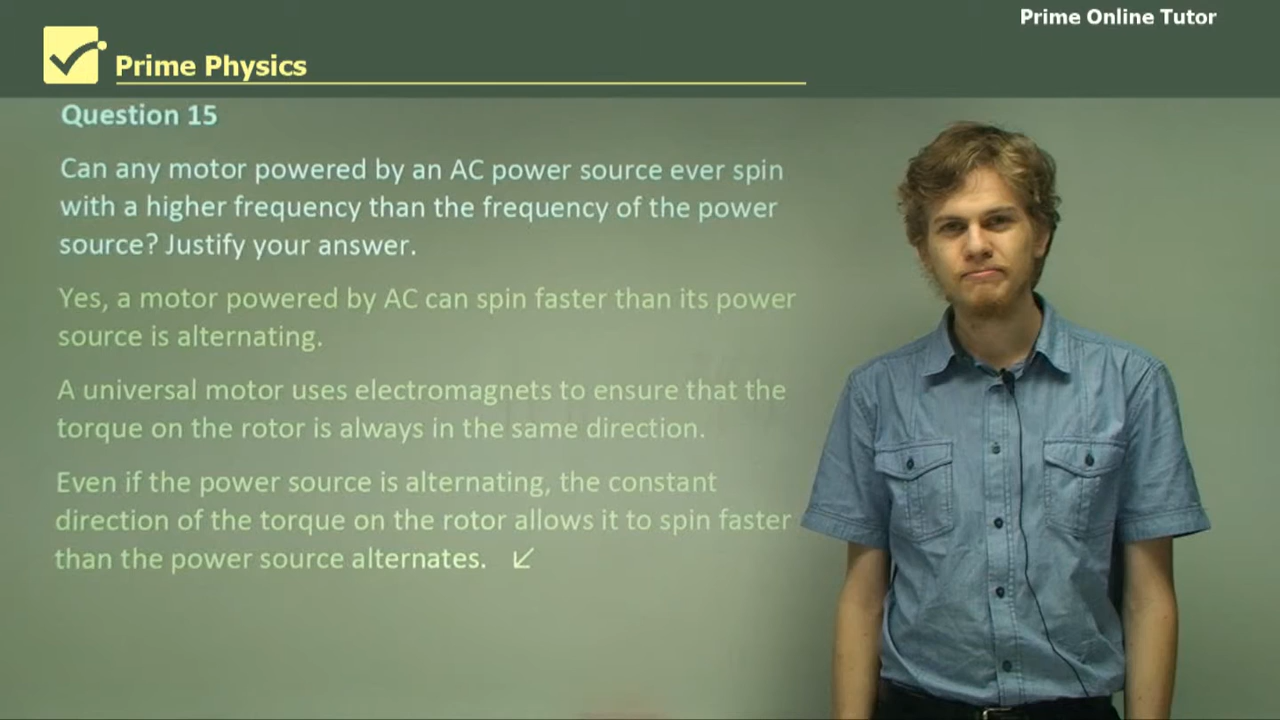 Prime Online Tutor
Prime Physics
Question 15
Can any motor powered by an AC power source ever spin
with a higher frequency than the frequency of the power
source? Justify your answer.
Yes, a motor powered by AC can spin faster than its power
source is alternating.
A universal motor uses electromagnets to ensure that the
torque on the rotor is always in the same direction.
Even if the power source is alternating, the constant
direction of the torque on the rotor allows it to spin faster
than the power source alternates.